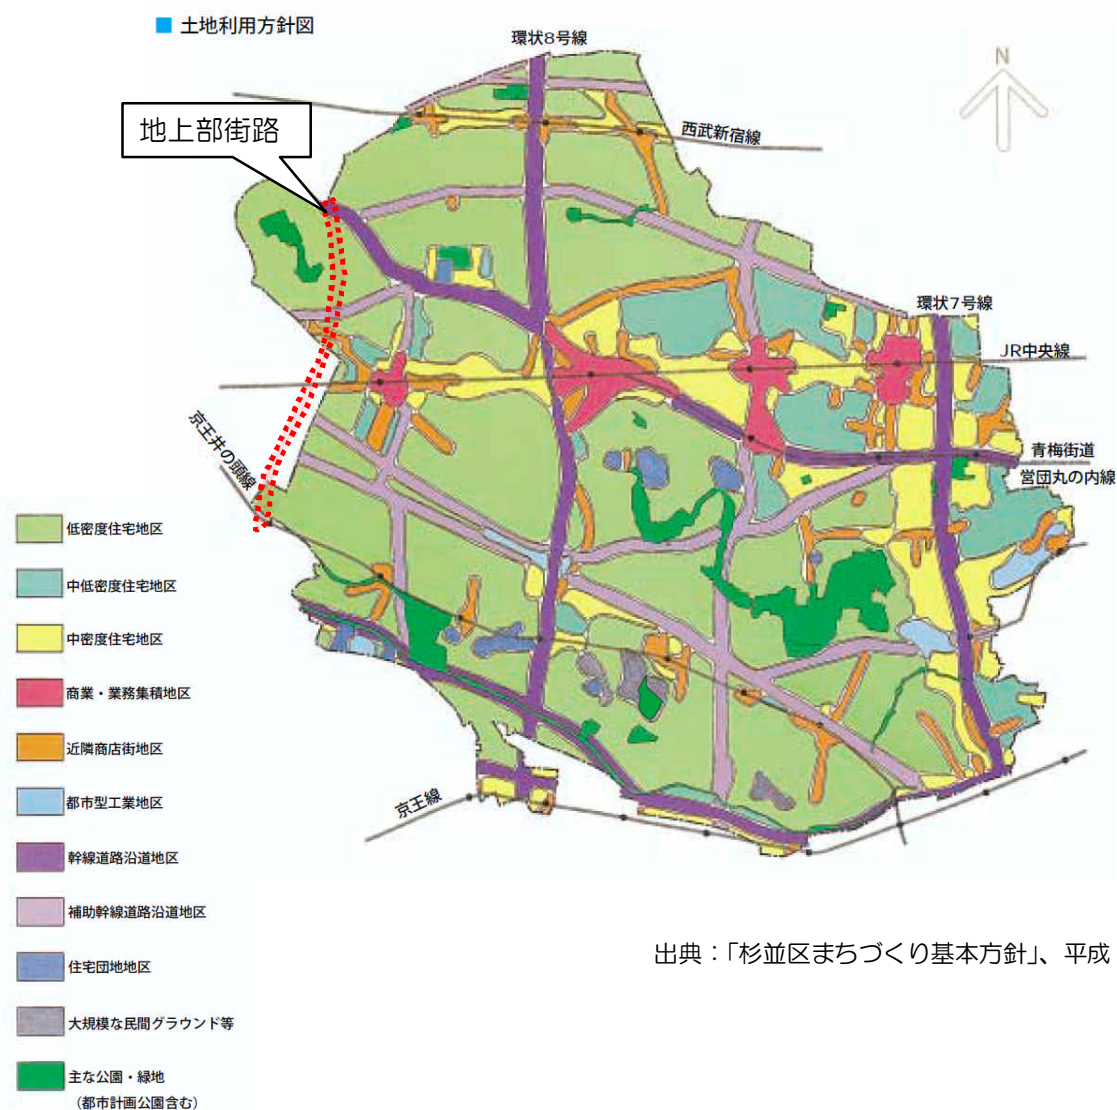 ■ 土地利用方針図
環状8号線
N
地上部街路
西武新宿線
環状7号線
JR中央線
京王井の頭線
青梅街道
営団丸の内線
低密度住宅地区
中低密度住宅地区
中密度住宅地区
商業・業務集積地区
近隣商店街地区
都市型工業地区
京王線
幹線道路沿道地区
補助幹線道路沿道地区
住宅団地地区
大規模な民間グラウンド等
主な公園・緑地
(都市計画公園含む)
出典:「杉並区まちづくり基本方針」、平成